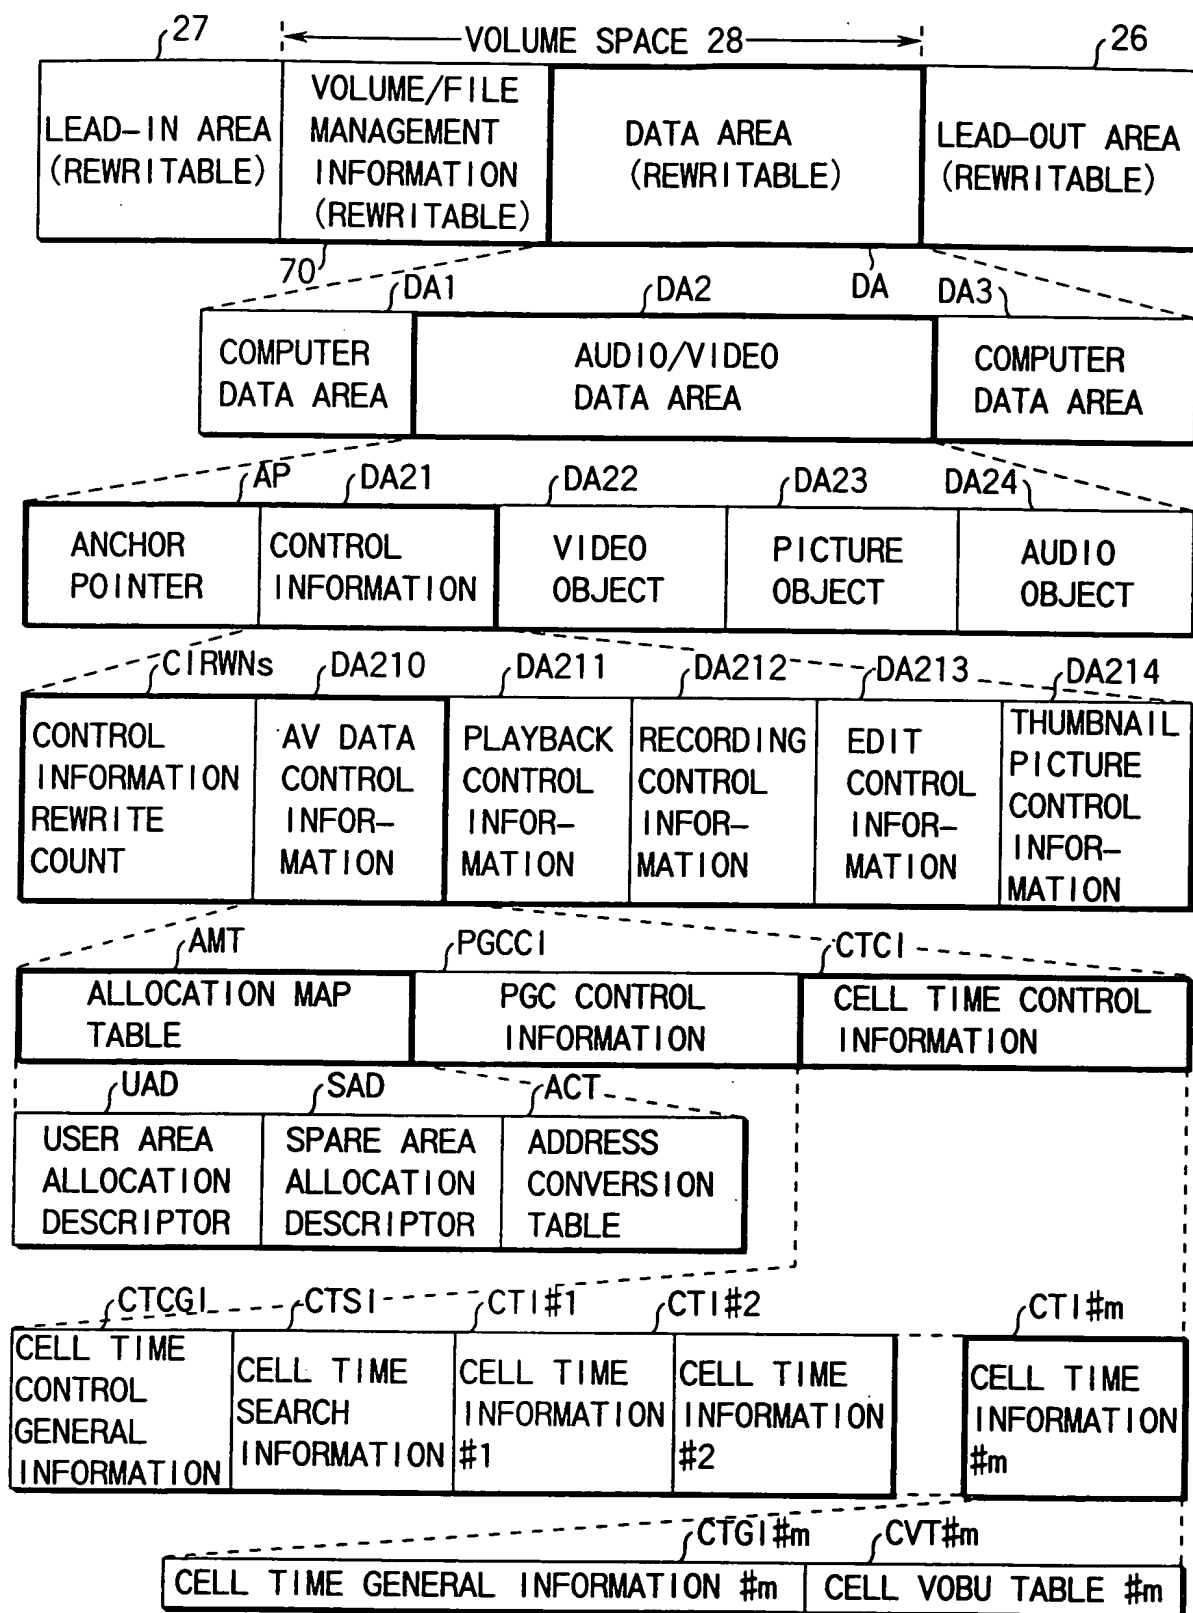 27
VOLUME SPACE 28
26
LEAD-IN AREA
(REWRITABLE)
VOLUME/FILE
MANAGEMENT
INFORMATION
(REWRITABLE)
DATA AREA
(REWRITABLE)
LEAD-OUT AREA
(REWRITABLE)
70
DA
DA1
DA2
DA3
COMPUTER
DATA AREA
AUDIO/VIDEO
DATA AREA
COMPUTER
DATA AREA
AP
DA21
DA22
DA23
DA24
ANCHOR
POINTER
CONTROL
INFORMATION
VIDEO
OBJECT
PICTURE
OBJECT
AUDIO
OBJECT
CIRWNs
DA210
DA211
DA212
DA213
DA214
CONTROL
INFORMATION
REWRITE
COUNT
AV DATA
CONTROL
INFOR-
MATION
PLAYBACK
CONTROL
INFOR-
MATION
RECORDING
CONTROL
INFOR-
MATION
EDIT
CONTROL
INFOR-
MATION
THUMBNAIL
PICTURE
CONTROL
INFOR-
MATION
AMT
PGCCI
CTCI
ALLOCATION MAP
TABLE
PGC CONTROL
INFORMATION
CELL TIME CONTROL
INFORMATION
UAD
SAD
ACT
USER AREA
ALLOCATION
DESCRIPTOR
SPARE AREA
ALLOCATION
DESCRIPTOR
ADDRESS
CONVERSION
TABLE
CTCGI
CTSI
CTI#1
CTI#2
CTI#m
CELL TIME
CONTROL
GENERAL
INFORMATION
CELL TIME
SEARCH
INFORMATION
CELL TIME
INFORMATION
#1
CELL TIME
INFORMATION
#2
CELL TIME
INFORMATION
#m
CTGI#m
CVT#m
CELL TIME GENERAL INFORMATION #m
CELL VOBU TABLE #m